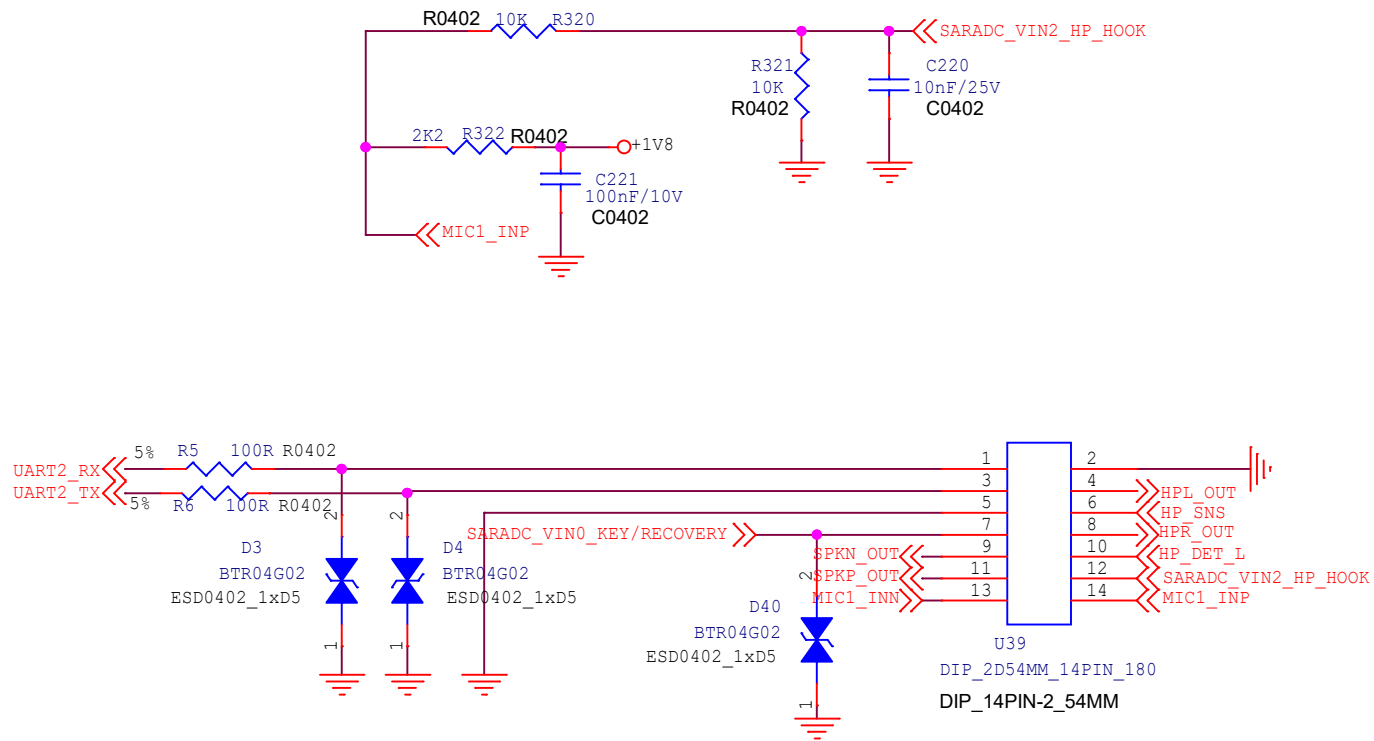 R0402 10K R320
SARADC_VIN2_HP_HOOK
R321
10K
R0402
C220
10nF/25V
C0402
2K2 R322 R0402
+1V8
C221
100nF/10V
C0402
MIC1_INP
UART2_RX 5% R5 100R R0402
UART2_TX 5% R6 100R R0402
2
D3
BTR04G02
ESD0402_1xD5
1
2
D4
BTR04G02
ESD0402_1xD5
1
SARADC_VIN0_KEY/RECOVERY
SPKN_OUT
SPKP_OUT
MIC1_INN
2
D40
BTR04G02
ESD0402_1xD5
1
1 2
3 4 HPL_OUT
5 6 HP_SNS
7 8 HPR_OUT
9 10 HP_DET_L
11 12 SARADC_VIN2_HP_HOOK
13 14 MIC1_INP
U39
DIP_2D54MM_14PIN_180
DIP_14PIN-2_54MM